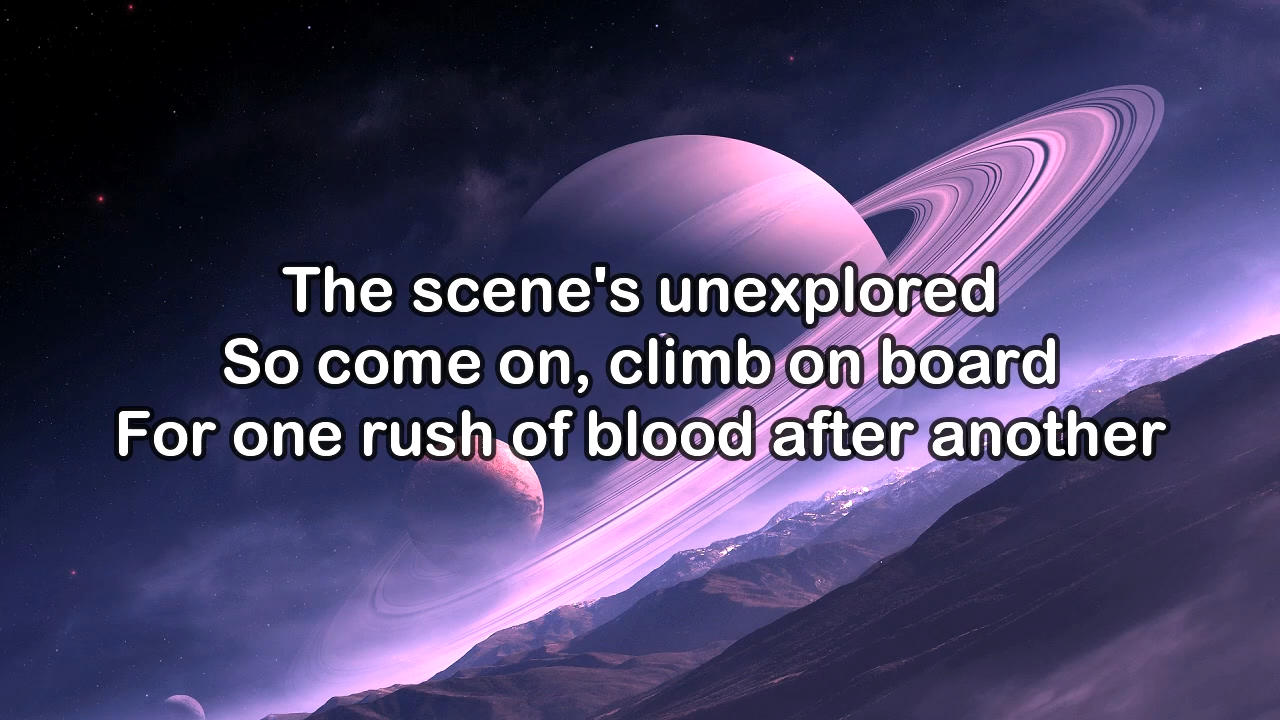 The scene's unexplored
So come on, climb on board
For one rush of blood after another